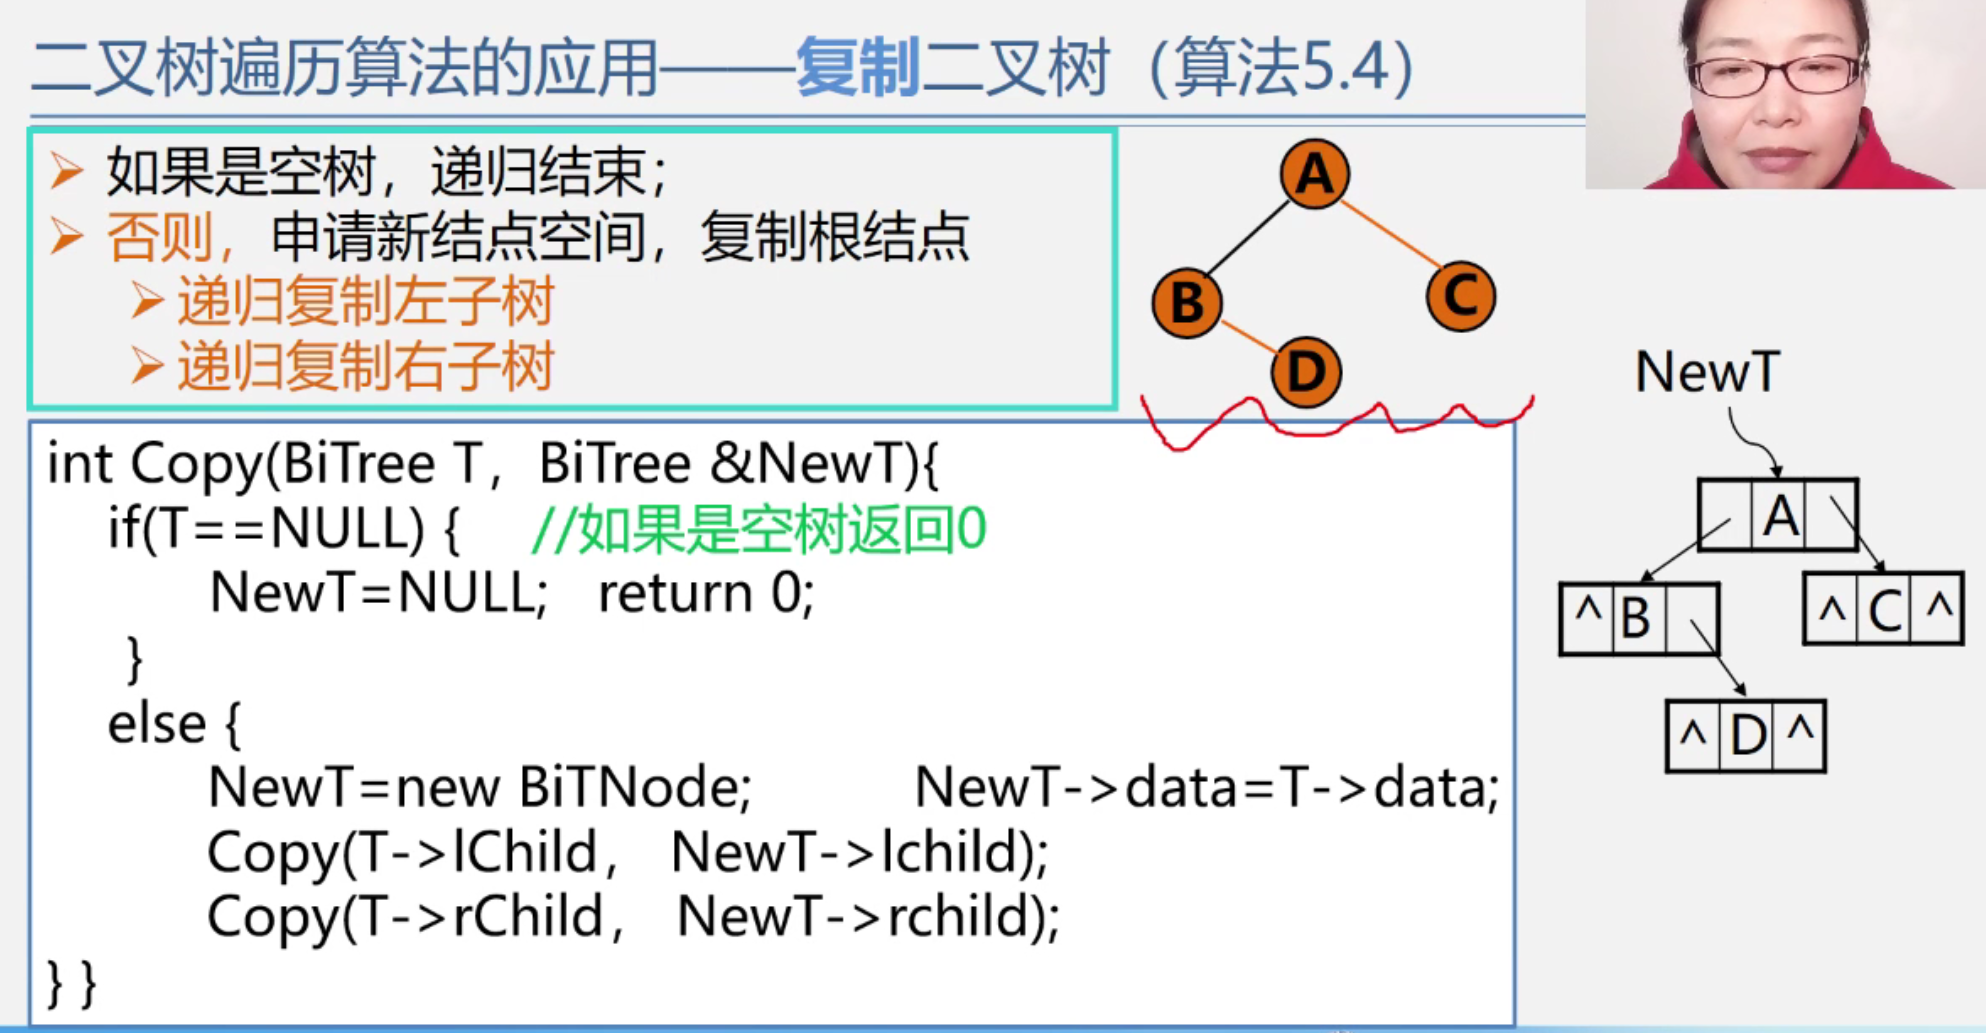 二叉树遍历算法的应用——复制二叉树（算法5.4）
➢ 如果是空树，递归结束；
➢ 否则，申请新结点空间，复制根结点
➢ 递归复制左子树
➢ 递归复制右子树
A
B
C
D
int Copy(BiTree T, BiTree &NewT){
if(T==NULL) { //如果是空树返回0
NewT=NULL; return 0;
}
else {
NewT=new BiTNode; NewT->data=T->data;
Copy(T->lChild, NewT->lchild);
Copy(T->rChild, NewT->rchild);
} }
NewT
A
^ B
^ C ^
^ D ^